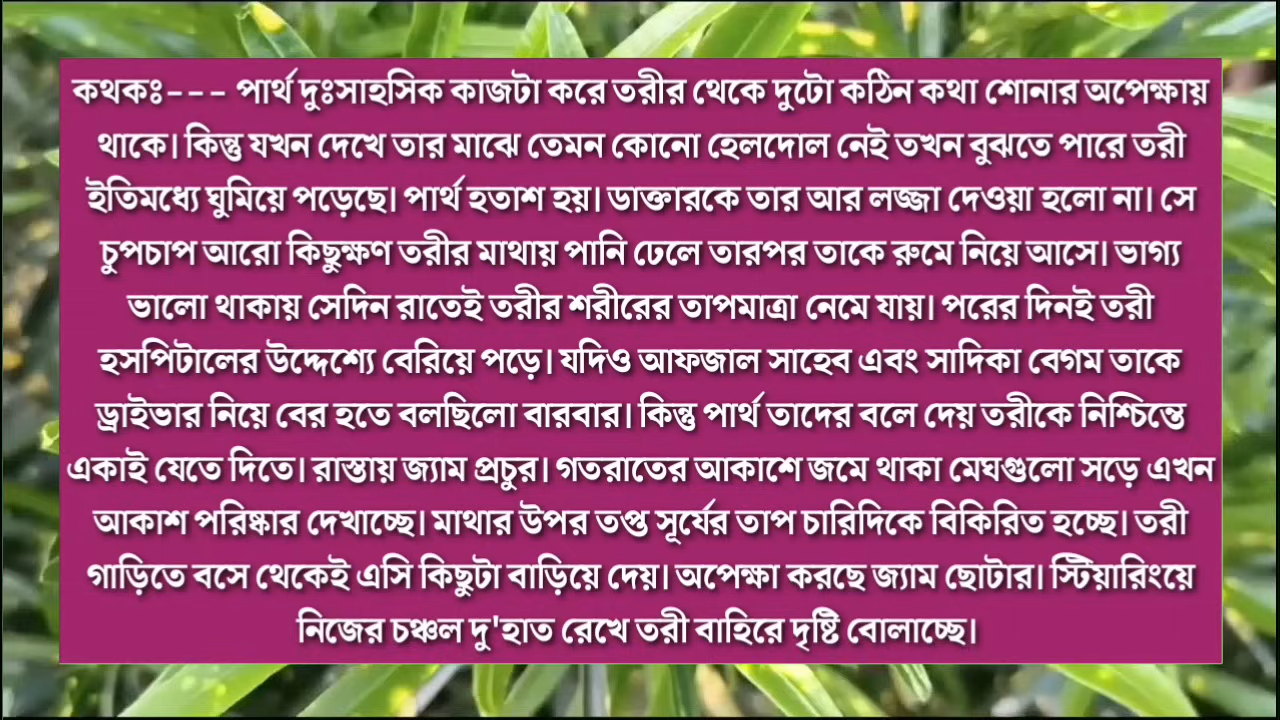 কথকঃ--- পার্থ দুঃসাহসিক কাজটা করে তরীর থেকে দুটো কঠিন কথা শোনার অপেক্ষায়
থাকে। কিন্তু যখন দেখে তার মাঝে তেমন কোনো হেলদোল নেই তখন বুঝতে পারে তরী
ইতিমধ্যে ঘুমিয়ে পড়েছে। পার্থ হতাশ হয়। ডাক্তারকে তার আর লজ্জা দেওয়া হলো না। সে
চুপচাপ আরো কিছুক্ষণ তরীর মাথায় পানি ঢেলে তারপর তাকে রুমে নিয়ে আসে। ভাগ্য
ভালো থাকায় সেদিন রাতেই তরীর শরীরের তাপমাত্রা নেমে যায়। পরের দিনই তরী
হসপিটালের উদ্দেশ্যে বেরিয়ে পড়ে। যদিও আফজাল সাহেব এবং সাদিকা বেগম তাকে
ড্রাইভার নিয়ে বের হতে বলছিলো বারবার। কিন্তু পার্থ তাদের বলে দেয় তরীকে নিশ্চিন্তে
একাই যেতে দিতে। রাস্তায় জ্যাম প্রচুর। গতরাতের আকাশে জমে থাকা মেঘগুলো সড়ে এখন
আকাশ পরিষ্কার দেখাচ্ছে। মাথার উপর তপ্ত সূর্যের তাপ চারিদিকে বিকিরিত হচ্ছে। তরী
গাড়িতে বসে থেকেই এসি কিছুটা বাড়িয়ে দেয়। অপেক্ষা করছে জ্যাম ছোটার। স্টিয়ারিংয়ে
নিজের চঞ্চল দু'হাত রেখে তরী বাহিরে দৃষ্টি বোলাচ্ছে।